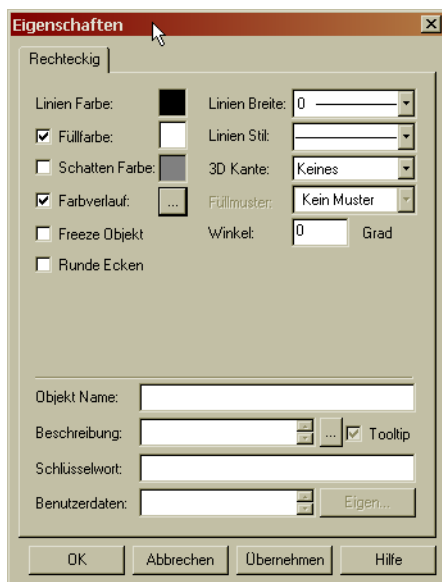 Eigenschaften
Rechteckig
Linien Farbe: Linien Breite: 0
Füllfarbe: Linien Stil:
Schatten Farbe: 3D Kante: Keines
Farbverlauf: ... Füllmuster: Kein Muster
Freeze Objekt Winkel: 0 Grad
Runde Ecken
Objekt Name:
Beschreibung: ... Tooltip
Schlüsselwort:
Benutzerdaten: Eigen...
OK Abbrechen Übernehmen Hilfe